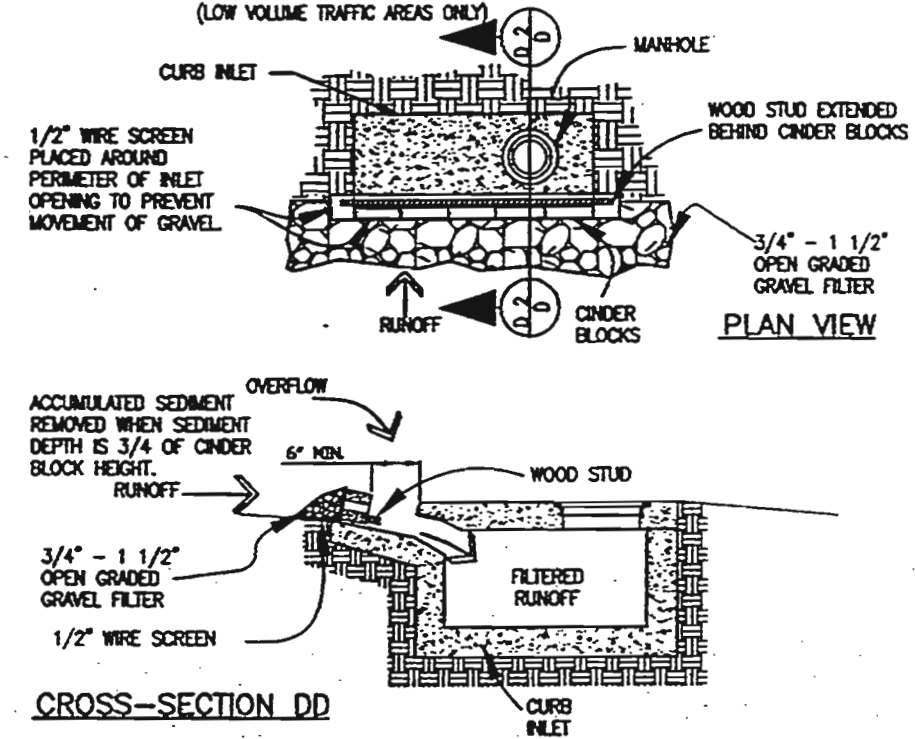 (LOW VOLUME TRAFFIC AREAS ONLY)
D 2
D
MANHOLE
CURB INLET
WOOD STUD EXTENDED
BEHIND CINDER BLOCKS
1/2" WIRE SCREEN
PLACED AROUND
PERIMETER OF INLET
OPENING TO PREVENT
MOVEMENT OF GRAVEL
3/4" - 1 1/2"
OPEN GRADED
GRAVEL FILTER
D 2
D
RUNOFF
CINDER
BLOCKS
PLAN VIEW
OVERFLOW
ACCUMULATED SEDIMENT
REMOVED WHEN SEDIMENT
DEPTH IS 3/4 OF CINDER
BLOCK HEIGHT.
6" MIN.
RUNOFF
WOOD STUD
3/4" - 1 1/2"
OPEN GRADED
GRAVEL FILTER
FILTERED
RUNOFF
1/2" WIRE SCREEN
CROSS-SECTION DD
CURB
INLET